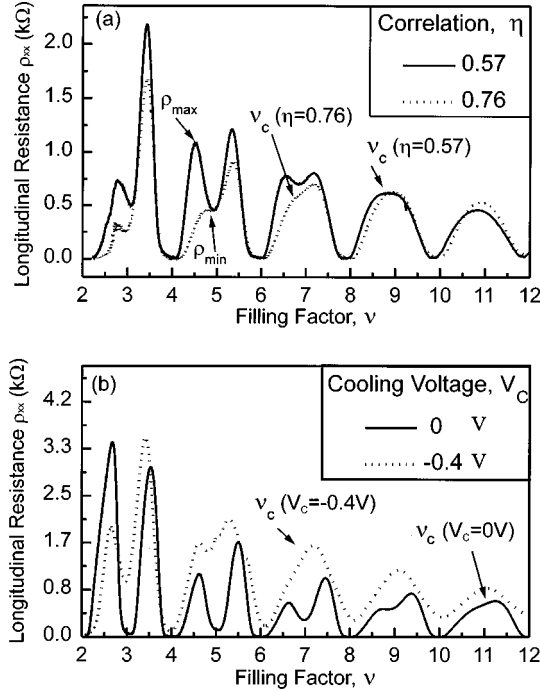 (a)
Correlation, η
0.57
0.76
Longitudinal Resistance ρxx (kΩ)
2.0
1.5
1.0
0.5
0.0
ρmax
νc (η=0.76)
νc (η=0.57)
ρmin
2 3 4 5 6 7 8 9 10 11 12
Filling Factor, ν
(b)
Cooling Voltage, VC
0 V
-0.4 V
Longitudinal Resistance ρxx (kΩ)
4.2
3.3
2.5
1.7
0.8
0.0
νc (Vc=-0.4V)
νc (Vc=0V)
2 3 4 5 6 7 8 9 10 11 12
Filling Factor, ν